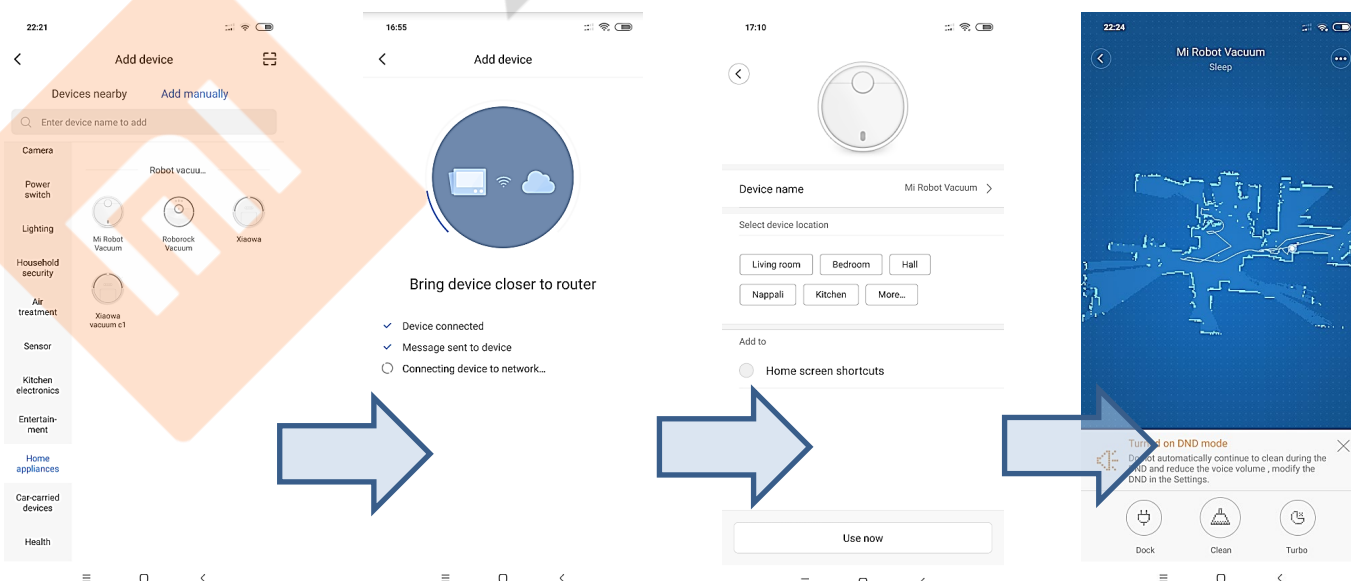 22:21
Add device
Devices nearby
Add manually
Enter device name to add
Camera
Power
switch
Lighting
Household
security
Air
treatment
Sensor
Kitchen
electronics
Entertain-
ment
Home
appliances
Car-carried
devices
Health
Robot vacuu...
Mi Robot
Vacuum
Roborock
Vacuum
Xiaowa
Xiaowa
vacuum c1
16:55
Add device
Bring device closer to router
Device connected
Message sent to device
Connecting device to network...
17:10
Device name
Mi Robot Vacuum
Select device location
Living room
Bedroom
Hall
Nappali
Kitchen
More...
Add to
Home screen shortcuts
Use now
22:24
Mi Robot Vacuum
Sleep
Turned on DND mode
Do not automatically continue to clean during the
DND and reduce the voice volume , modify the
DND in the Settings.
Dock
Clean
Turbo